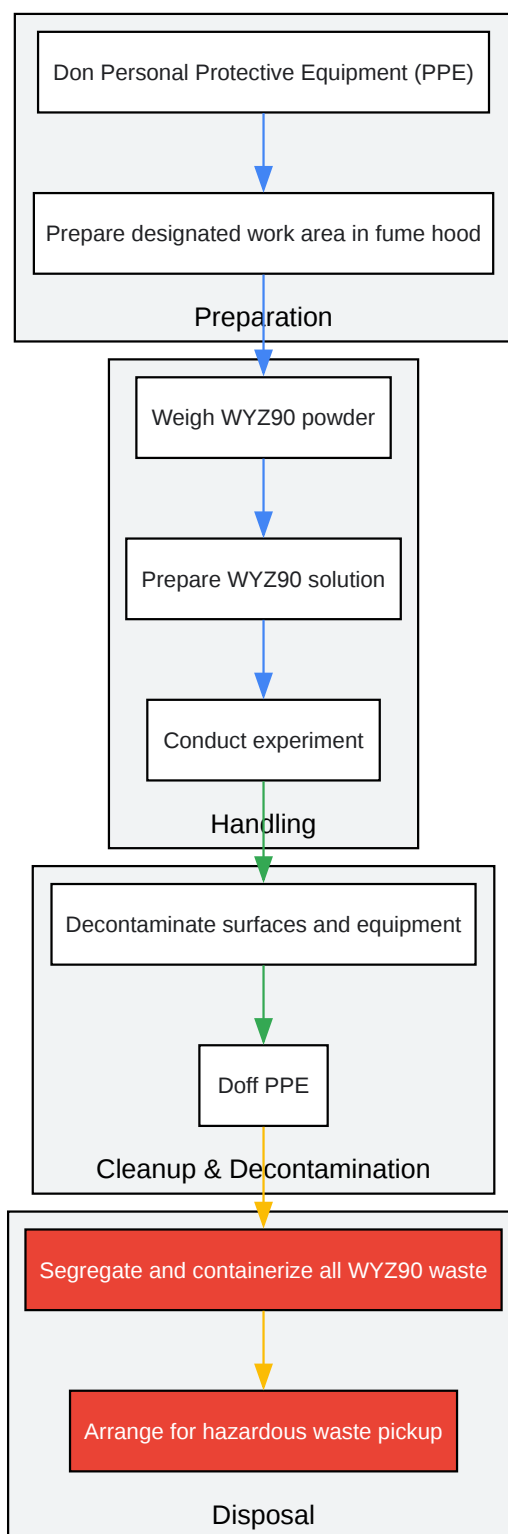 Don Personal Protective Equipment (PPE)
Prepare designated work area in fume hood
Preparation
Weigh WYZ90 powder
Prepare WYZ90 solution
Conduct experiment
Handling
Decontaminate surfaces and equipment
Doff PPE
Cleanup & Decontamination
Segregate and containerize all WYZ90 waste
Arrange for hazardous waste pickup
Disposal